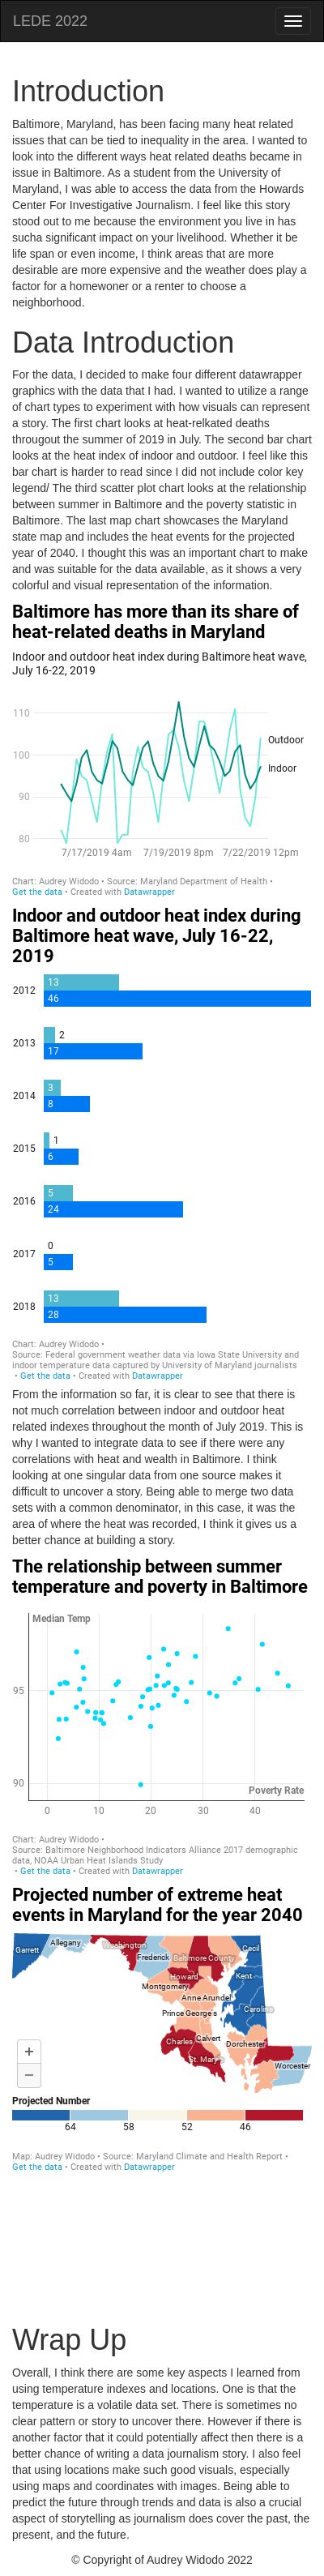 LEDE 2022
Introduction
Baltimore, Maryland, has been facing many heat related
issues that can be tied to inequality in the area. I wanted to
look into the different ways heat related deaths became in
issue in Baltimore. As a student from the University of
Maryland, I was able to access the data from the Howards
Center For Investigative Journalism. I feel like this story
stood out to me because the environment you live in has
sucha significant impact on your livelihood. Whether it be
life span or even income, I think areas that are more
desirable are more expensive and the weather does play a
factor for a homewoner or a renter to choose a
neighborhood.
Data Introduction
For the data, I decided to make four different datawrapper
graphics with the data that I had. I wanted to utilize a range
of chart types to experiment with how visuals can represent
a story. The first chart looks at heat-relkated deaths
througout the summer of 2019 in July. The second bar chart
looks at the heat index of indoor and outdoor. I feel like this
bar chart is harder to read since I did not include color key
legend/ The third scatter plot chart looks at the relationship
between summer in Baltimore and the poverty statistic in
Baltimore. The last map chart showcases the Maryland
state map and includes the heat events for the projected
year of 2040. I thought this was an important chart to make
and was suitable for the data available, as it shows a very
colorful and visual representation of the information.
Baltimore has more than its share of
heat-related deaths in Maryland
Indoor and outdoor heat index during Baltimore heat wave,
July 16-22, 2019
110
Outdoor
100
Indoor
90
80
7/17/2019 4am 7/19/2019 8pm 7/22/2019 12pm
Chart: Audrey Widodo • Source: Maryland Department of Health •
Get the data • Created with Datawrapper
Indoor and outdoor heat index during
Baltimore heat wave, July 16-22,
2019
2012 13
46
2013 2
17
2014 3
8
2015 1
6
2016 5
24
2017 0
5
2018 13
28
Chart: Audrey Widodo •
Source: Federal government weather data via Iowa State University and
indoor temperature data captured by University of Maryland journalists
• Get the data • Created with Datawrapper
From the information so far, it is clear to see that there is
not much correlation between indoor and outdoor heat
related indexes throughout the month of July 2019. This is
why I wanted to integrate data to see if there were any
correlations with heat and wealth in Baltimore. I think
looking at one singular data from one source makes it
difficult to uncover a story. Being able to merge two data
sets with a common denominator, in this case, it was the
area of where the heat was recorded, I think it gives us a
better chance at building a story.
The relationship between summer
temperature and poverty in Baltimore
Median Temp
95
90
Poverty Rate
0 10 20 30 40
Chart: Audrey Widodo •
Source: Baltimore Neighborhood Indicators Alliance 2017 demographic
data, NOAA Urban Heat Islands Study
• Get the data • Created with Datawrapper
Projected number of extreme heat
events in Maryland for the year 2040
Garrett
Allegany
Washington
Frederick
Baltimore County
Cecil
Howard
Kent
Montgomery
Anne Arundel
Caroline
Prince George's
Charles
Calvert
Dorchester
St. Mary's
Worcester
+
−
Projected Number
64 58 52 46
Map: Audrey Widodo • Source: Maryland Climate and Health Report •
Get the data • Created with Datawrapper
Wrap Up
Overall, I think there are some key aspects I learned from
using temperature indexes and locations. One is that the
temperature is a volatile data set. There is sometimes no
clear pattern or story to uncover there. However if there is
another factor that it could potentially affect then there is a
better chance of writing a data journalism story. I also feel
that using locations make such good visuals, especially
using maps and coordinates with images. Being able to
predict the future through trends and data is also a crucial
aspect of storytelling as journalism does cover the past, the
present, and the future.
© Copyright of Audrey Widodo 2022